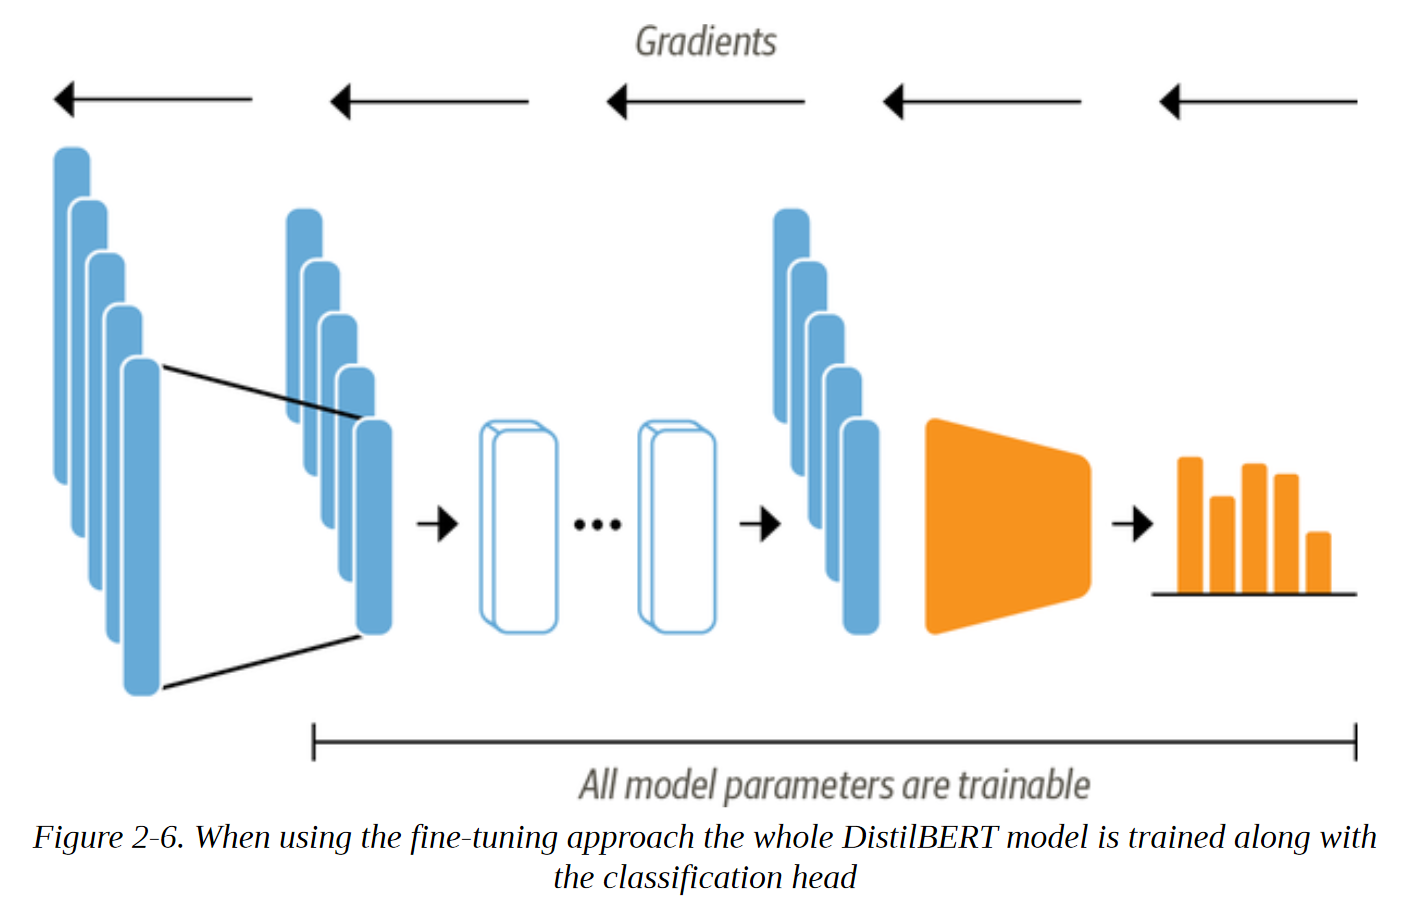 Gradients
All model parameters are trainable
Figure 2-6. When using the fine-tuning approach the whole DistilBERT model is trained along with
the classification head